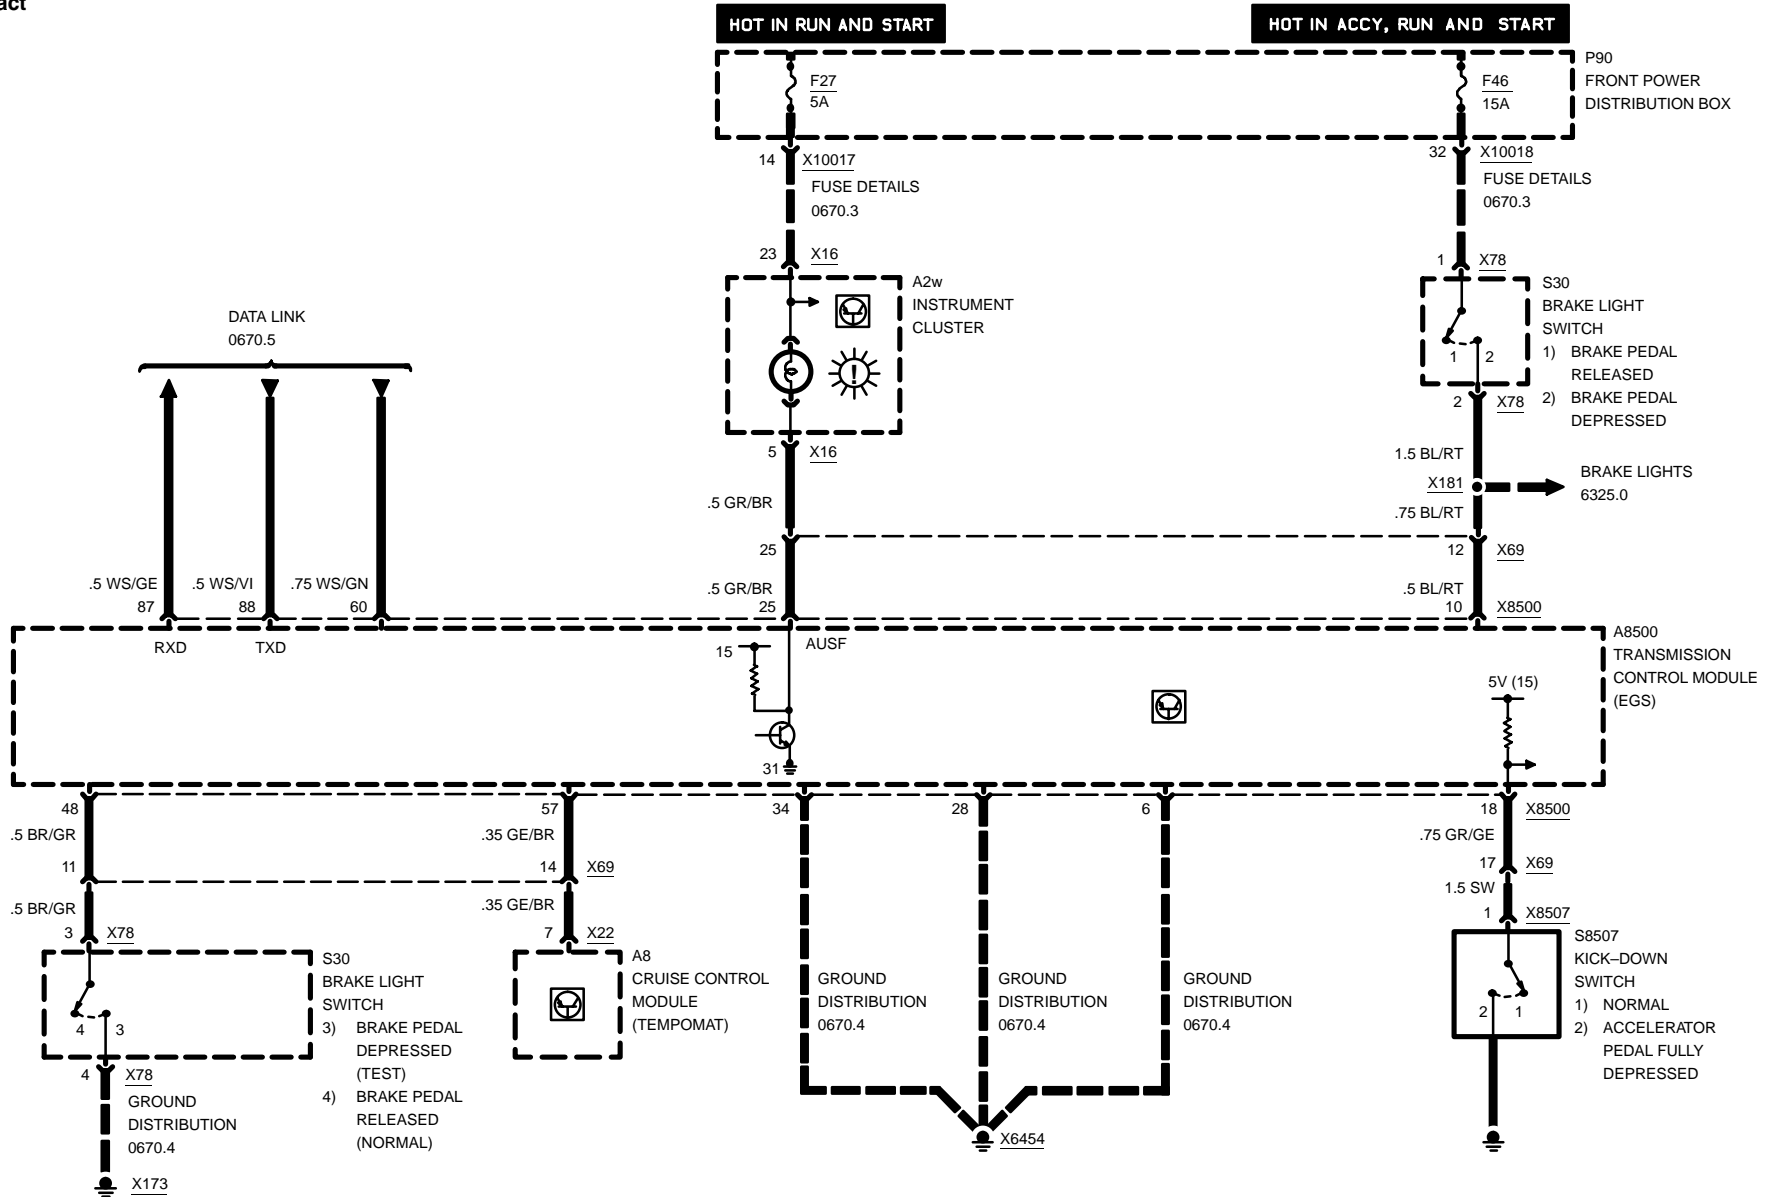 act
HOT IN RUN AND START
HOT IN ACCY, RUN AND START
P90
FRONT POWER
DISTRIBUTION BOX
F27
5A
F46
15A
14 X10017
FUSE DETAILS
0670.3
32 X10018
FUSE DETAILS
0670.3
23 X16
1 X78
A2w
INSTRUMENT
CLUSTER
S30
BRAKE LIGHT
SWITCH
1) BRAKE PEDAL
RELEASED
2) BRAKE PEDAL
DEPRESSED
1 2
DATA LINK
0670.5
!
5 X16
2 X78
1.5 BL/RT
X181
BRAKE LIGHTS
6325.0
.5 GR/BR
.75 BL/RT
25
12 X69
.5 WS/GE .5 WS/VI .75 WS/GN
.5 GR/BR
.5 BL/RT
87 88 60 25 10 X8500
RXD TXD
AUSF
15
31
5V (15)
A8500
TRANSMISSION
CONTROL MODULE
(EGS)
48 57 34 28 6 18 X8500
.5 BR/GR
.35 GE/BR
.75 GR/GE
11 14 X69
17 X69
.5 BR/GR
.35 GE/BR
1.5 SW
3 X78
7 X22
1 X8507
S30
BRAKE LIGHT
SWITCH
3) BRAKE PEDAL
DEPRESSED
(TEST)
4) BRAKE PEDAL
RELEASED
(NORMAL)
4 3
A8
CRUISE CONTROL
MODULE
(TEMPOMAT)
GROUND
DISTRIBUTION
0670.4
GROUND
DISTRIBUTION
0670.4
GROUND
DISTRIBUTION
0670.4
S8507
KICK–DOWN
SWITCH
1) NORMAL
2) ACCELERATOR
PEDAL FULLY
DEPRESSED
2 1
4 X78
GROUND
DISTRIBUTION
0670.4
X6454
X173